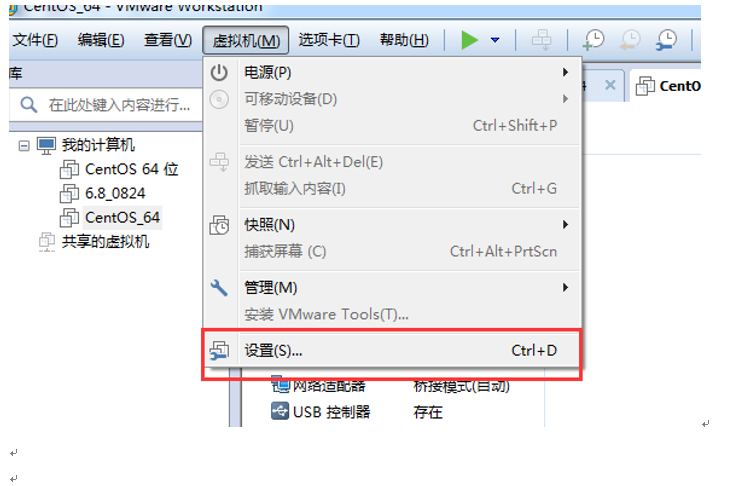 CentOS_64 - VMware Workstation
文件(F) 编辑(E) 查看(V) 虚拟机(M) 选项卡(T) 帮助(H)
库
在此处键入内容进行...
我的计算机
CentOS 64 位
6.8_0824
CentOS_64
共享的虚拟机
电源(P)
可移动设备(D)
暂停(U) Ctrl+Shift+P
发送 Ctrl+Alt+Del(E)
抓取输入内容(I) Ctrl+G
快照(N)
捕获屏幕 (C) Ctrl+Alt+PrtScn
管理(M)
安装 VMware Tools(T)...
设置(S)... Ctrl+D
CentO
网络适配器 桥接模式(自动)
USB 控制器 存在